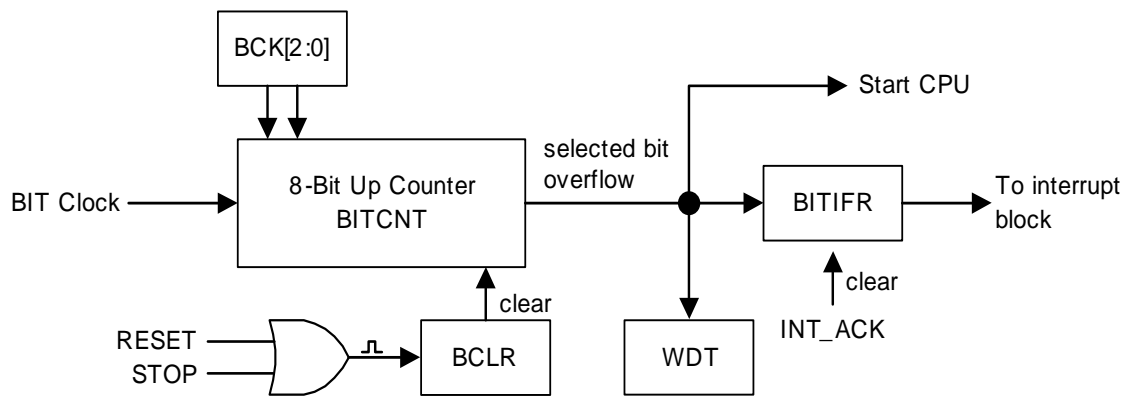 BCK[2:0]
Start CPU
selected bit
overflow
8-Bit Up Counter
BITCNT
BIT Clock
BITIFR
To interrupt
block
clear
clear
INT_ACK
RESET
STOP
BCLR
WDT